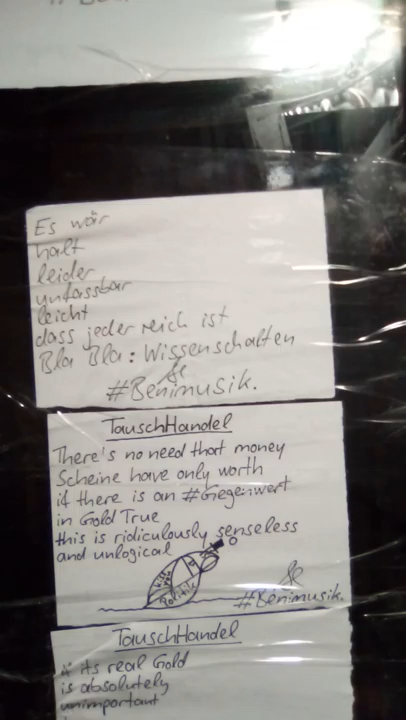 Es wär
halt
leider
unfassbar
leicht
dass jeder reich ist
Bla Bla: Wissenschaften
#Benimusik.
TauschHandel
There's no need that money
Scheine have only worth
if there is an #Gegenwert
in Gold True
this is ridiculously senseless
and unlogical
Politik
#Benimusik.
TauschHandel
if its real Gold
is absolutely
unimportant